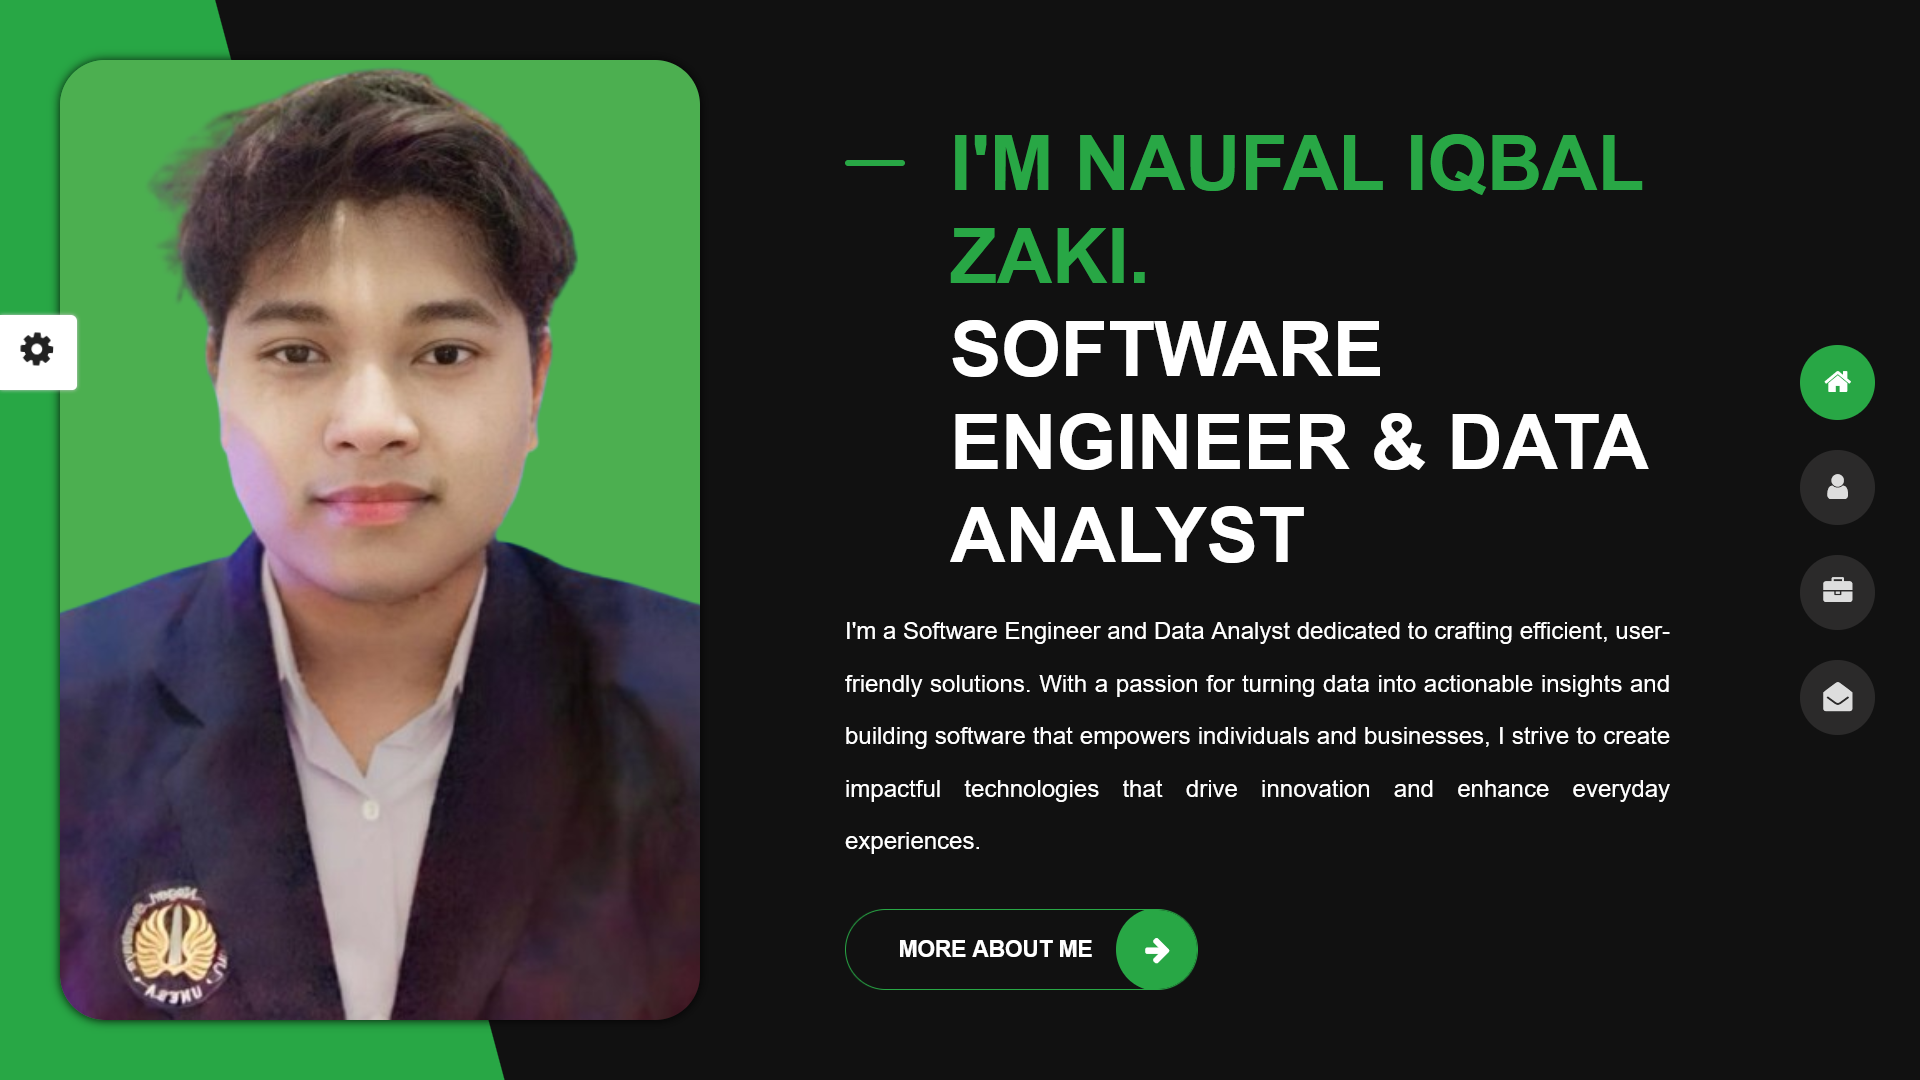 I'M NAUFAL IQBAL
ZAKI.
SOFTWARE
ENGINEER & DATA
ANALYST
I'm a Software Engineer and Data Analyst dedicated to crafting efficient, user-
friendly solutions. With a passion for turning data into actionable insights and
building software that empowers individuals and businesses, I strive to create
impactful technologies that drive innovation and enhance everyday
experiences.
MORE ABOUT ME